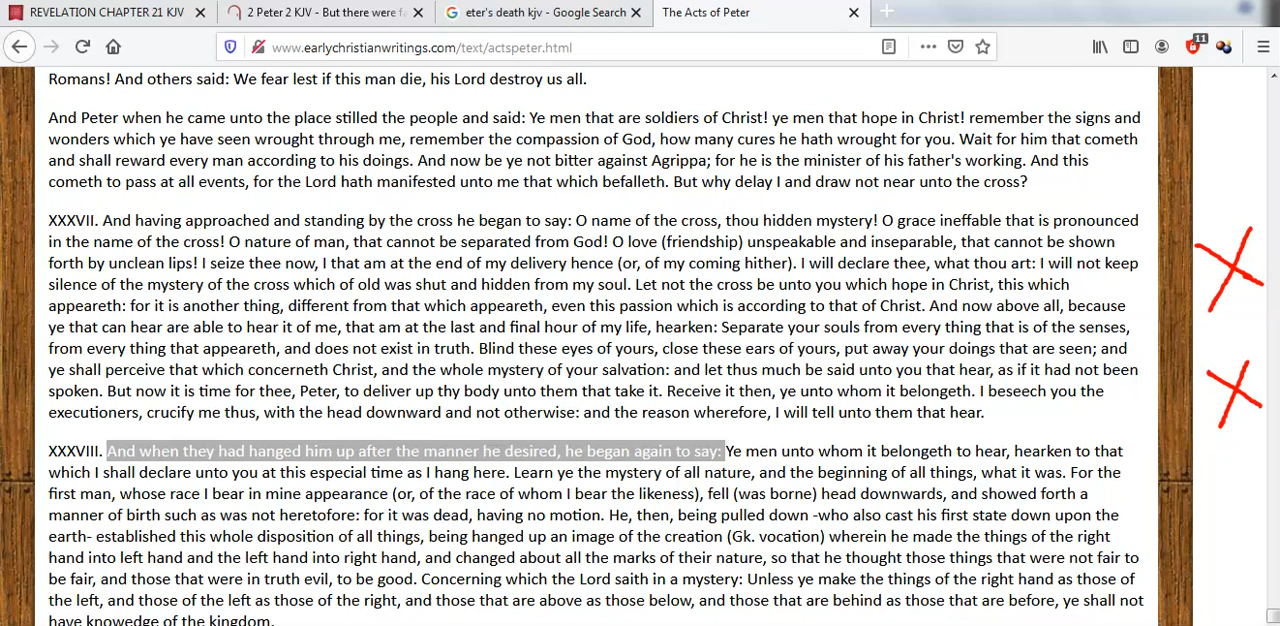 REVELATION CHAPTER 21 KJV
2 Peter 2 KJV - But there were f
eter's death kjv - Google Search
The Acts of Peter
www.earlychristianwritings.com/text/actspeter.html
11
Romans! And others said: We fear lest if this man die, his Lord destroy us all.
And Peter when he came unto the place stilled the people and said: Ye men that are soldiers of Christ! ye men that hope in Christ! remember the signs and
wonders which ye have seen wrought through me, remember the compassion of God, how many cures he hath wrought for you. Wait for him that cometh
and shall reward every man according to his doings. And now be ye not bitter against Agrippa; for he is the minister of his father's working. And this
cometh to pass at all events, for the Lord hath manifested unto me that which befalleth. But why delay I and draw not near unto the cross?
XXXVII. And having approached and standing by the cross he began to say: O name of the cross, thou hidden mystery! O grace ineffable that is pronounced
in the name of the cross! O nature of man, that cannot be separated from God! O love (friendship) unspeakable and inseparable, that cannot be shown
forth by unclean lips! I seize thee now, I that am at the end of my delivery hence (or, of my coming hither). I will declare thee, what thou art: I will not keep
silence of the mystery of the cross which of old was shut and hidden from my soul. Let not the cross be unto you which hope in Christ, this which
appeareth: for it is another thing, different from that which appeareth, even this passion which is according to that of Christ. And now above all, because
ye that can hear are able to hear it of me, that am at the last and final hour of my life, hearken: Separate your souls from every thing that is of the senses,
from every thing that appeareth, and does not exist in truth. Blind these eyes of yours, close these ears of yours, put away your doings that are seen; and
ye shall perceive that which concerneth Christ, and the whole mystery of your salvation: and let thus much be said unto you that hear, as if it had not been
spoken. But now it is time for thee, Peter, to deliver up thy body unto them that take it. Receive it then, ye unto whom it belongeth. I beseech you the
executioners, crucify me thus, with the head downward and not otherwise: and the reason wherefore, I will tell unto them that hear.
XXXVIII. And when they had hanged him up after the manner he desired, he began again to say: Ye men unto whom it belongeth to hear, hearken to that
which I shall declare unto you at this especial time as I hang here. Learn ye the mystery of all nature, and the beginning of all things, what it was. For the
first man, whose race I bear in mine appearance (or, of the race of whom I bear the likeness), fell (was borne) head downwards, and showed forth a
manner of birth such as was not heretofore: for it was dead, having no motion. He, then, being pulled down -who also cast his first state down upon the
earth- established this whole disposition of all things, being hanged up an image of the creation (Gk. vocation) wherein he made the things of the right
hand into left hand and the left hand into right hand, and changed about all the marks of their nature, so that he thought those things that were not fair to
be fair, and those that were in truth evil, to be good. Concerning which the Lord saith in a mystery: Unless ye make the things of the right hand as those of
the left, and those of the left as those of the right, and those that are above as those below, and those that are behind as those that are before, ye shall not
have knowedge of the kingdom.